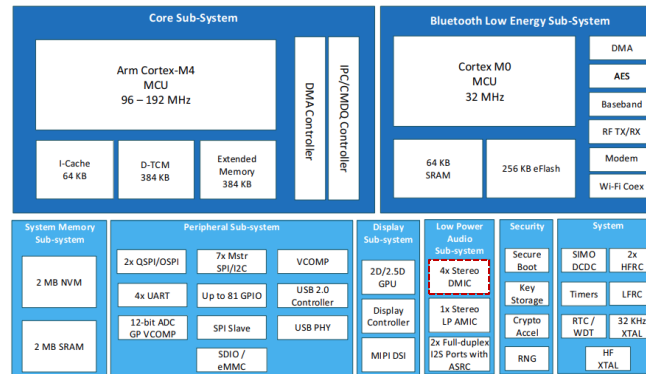 Core Sub-System
Arm Cortex-M4
MCU
96 – 192 MHz
DMA Controller
IPC/CMDQ Controller
I-Cache
64 KB
D-TCM
384 KB
Extended
Memory
384 KB
Bluetooth Low Energy Sub-System
Cortex M0
MCU
32 MHz
64 KB
SRAM
256 KB eFlash
DMA
AES
Baseband
RF TX/RX
Modem
Wi-Fi Coex
System Memory
Sub-system
2 MB NVM
2 MB SRAM
Peripheral Sub-system
2x QSPI/OSPI
7x Mstr
SPI/I2C
VCOMP
4x UART
Up to 81 GPIO
USB 2.0
Controller
12-bit ADC
GP VCOMP
SPI Slave
USB PHY
SDIO /
eMMC
Display
Sub-system
2D/2.5D
GPU
Display
Controller
MIPI DSI
Low Power
Audio
Sub-system
4x Stereo
DMIC
1x Stereo
LP AMIC
2x Full-duplex
I2S Ports with
ASRC
Security
Secure
Boot
Key
Storage
Crypto
Accel
RNG
System
SIMO
DCDC
2x
HFRC
Timers
LFRC
RTC /
WDT
32 KHz
XTAL
HF
XTAL